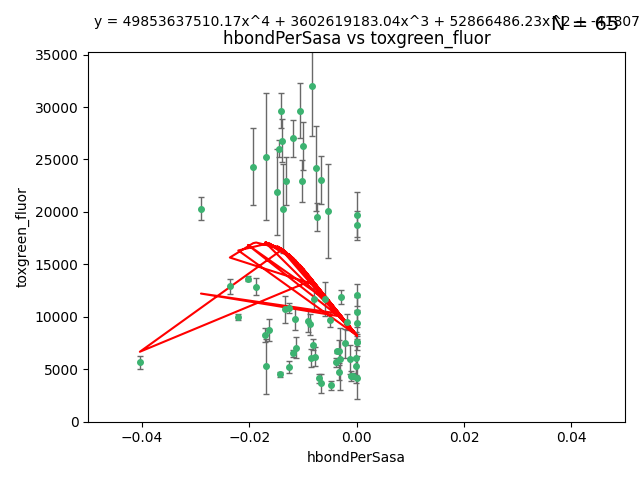 y = 49853637510.17x^4 + 3602619183.04x^3 + 52866486.23x^2 + -41807
N = 65
hbondPerSasa vs toxgreen_fluor
35000
30000
25000
20000
15000
10000
5000
0
toxgreen_fluor
−0.04
−0.02
0.00
0.02
0.04
hbondPerSasa